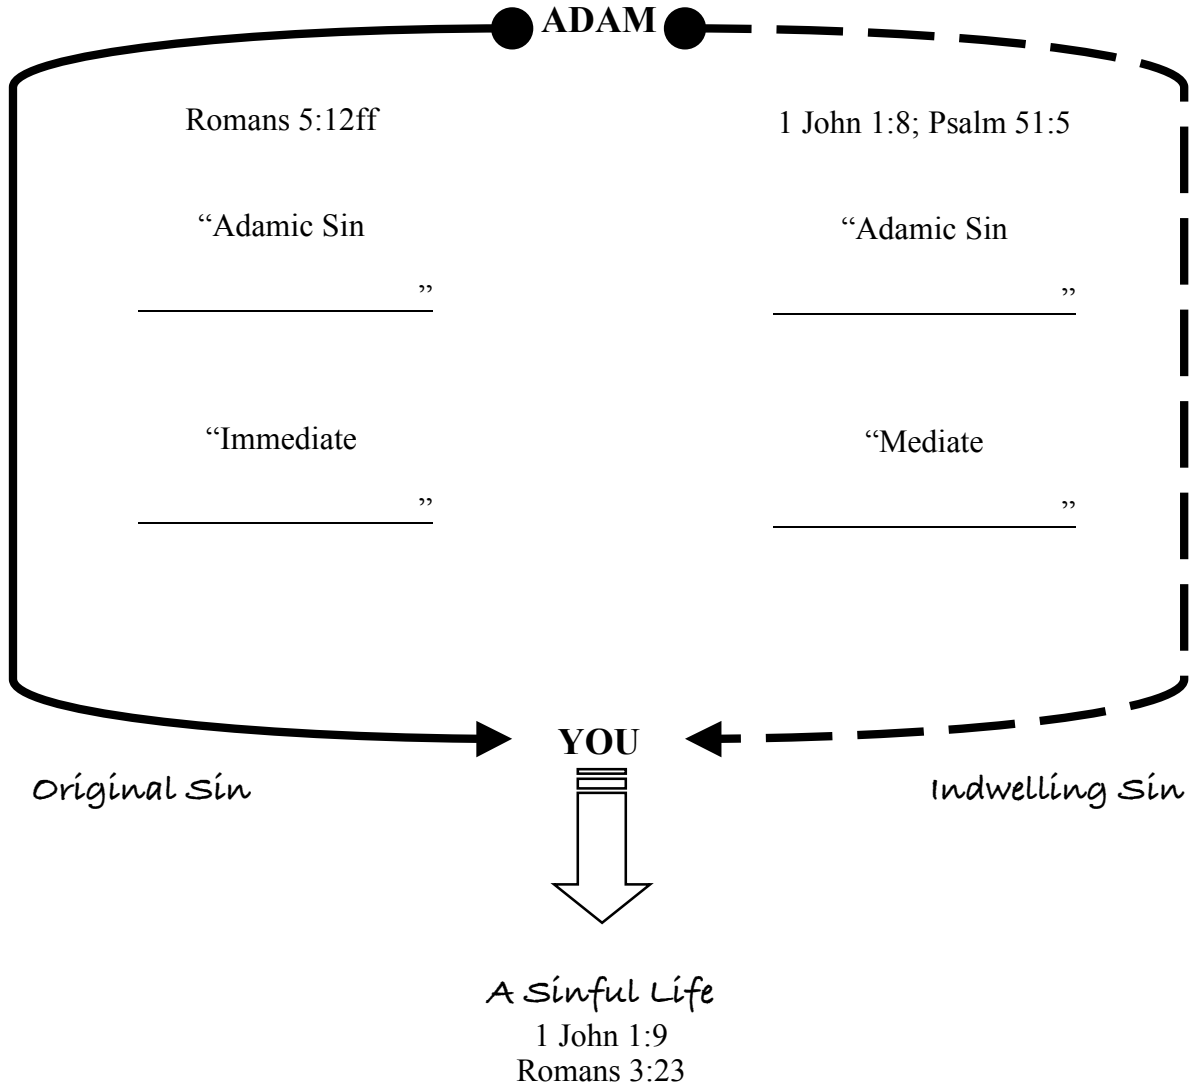 ADAM
Romans 5:12ff
“Adamic Sin
”
“Immediate
”
1 John 1:8; Psalm 51:5
“Adamic Sin
”
“Mediate
”
YOU
Original Sin
Indwelling Sin
A Sinful Life
1 John 1:9
Romans 3:23